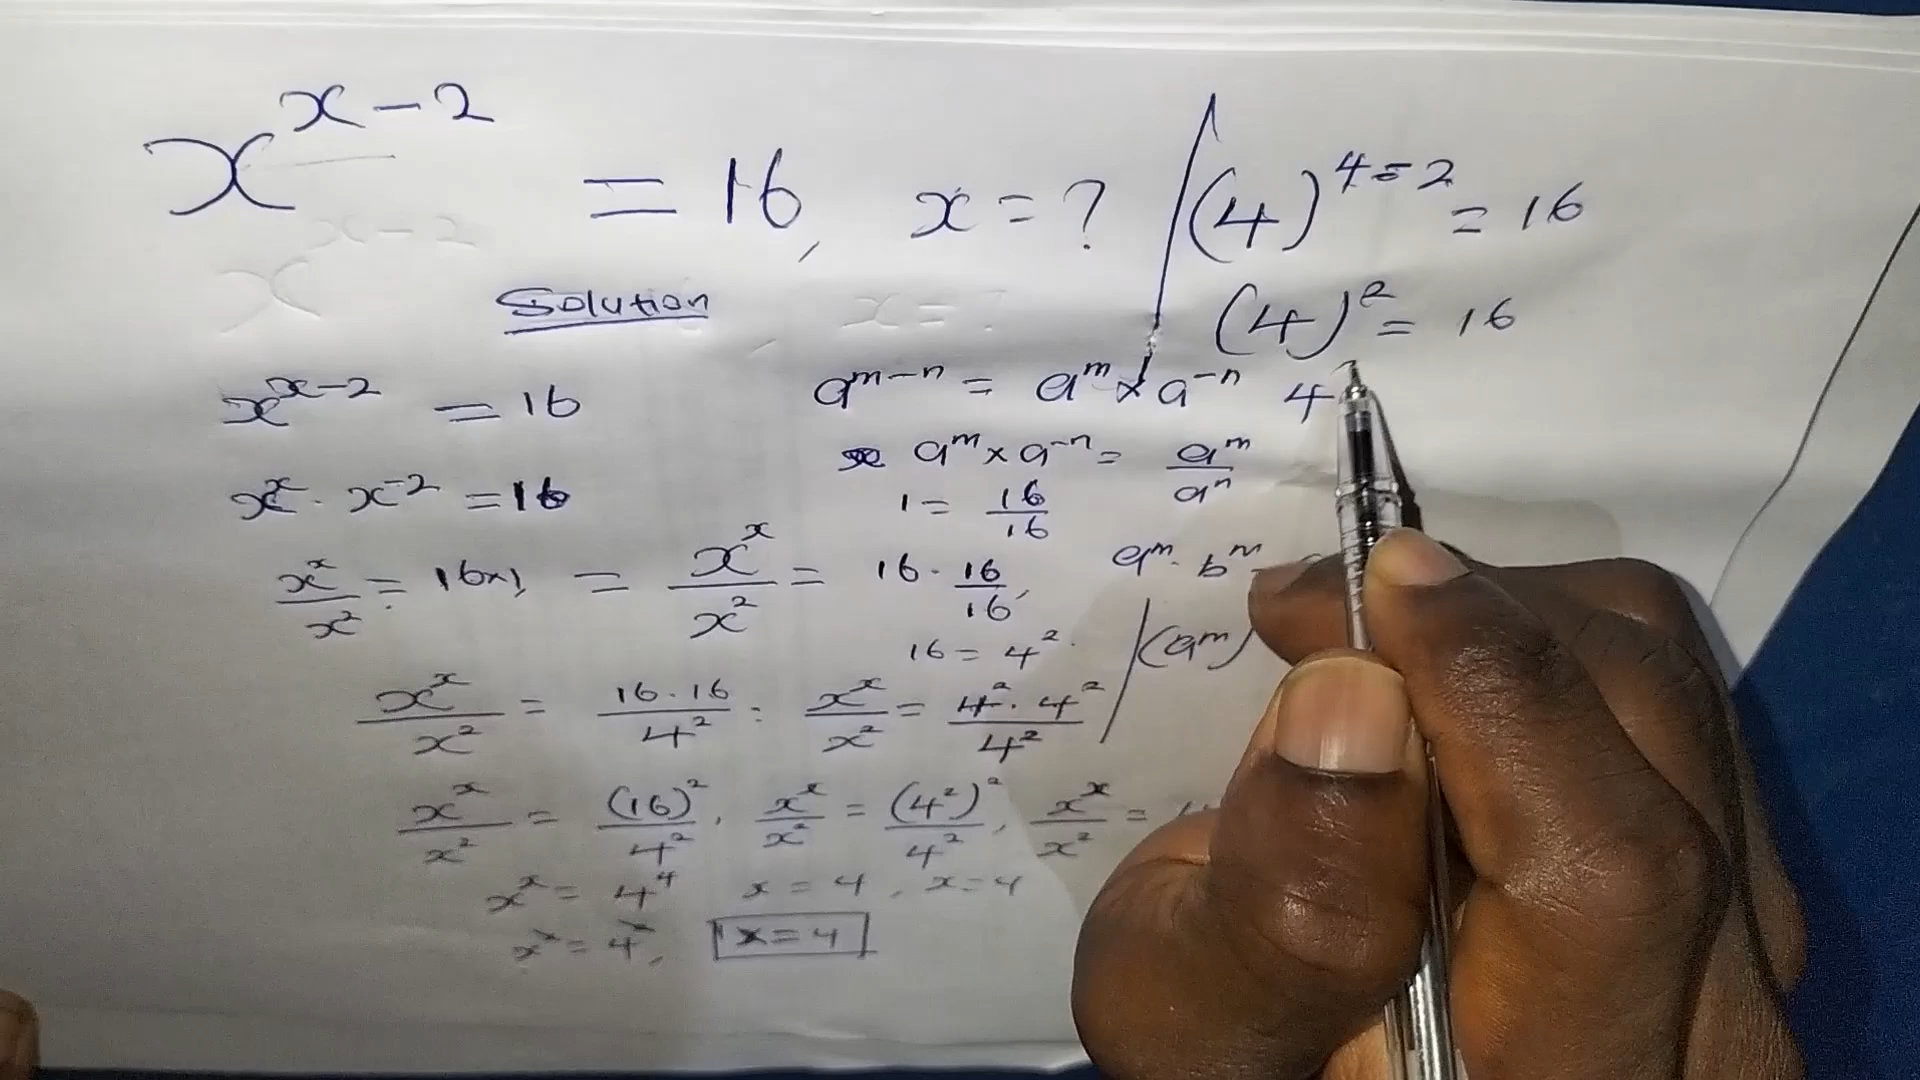 x^{x-2} = 16, x = ?
Solution
x^{x-2} = 16
x^x · x^{-2} = 16
x^x/x^2 = 16×1, = x^x/x^2 = 16 · 16/16,
16 = 4^2
x^x/x^2 = 16·16/4^2 = x^x/x^2 = 4^2 · 4^2/4^2
x^x/x^2 = (16)^2/4^2, x^x/x^2 = (4^2)^2/4^2, x^x/x^2 =
x^x = 4^4 x = 4, x = 4
x^x = 4^x, x = 4
a^{m-n} = a^m × a^{-n}
a^m × a^{-n} = a^m/a^n
1 = 16/16
a^m · b^m =
(a^m)
(4)^{4-2} = 16
(4)^2 = 16
4